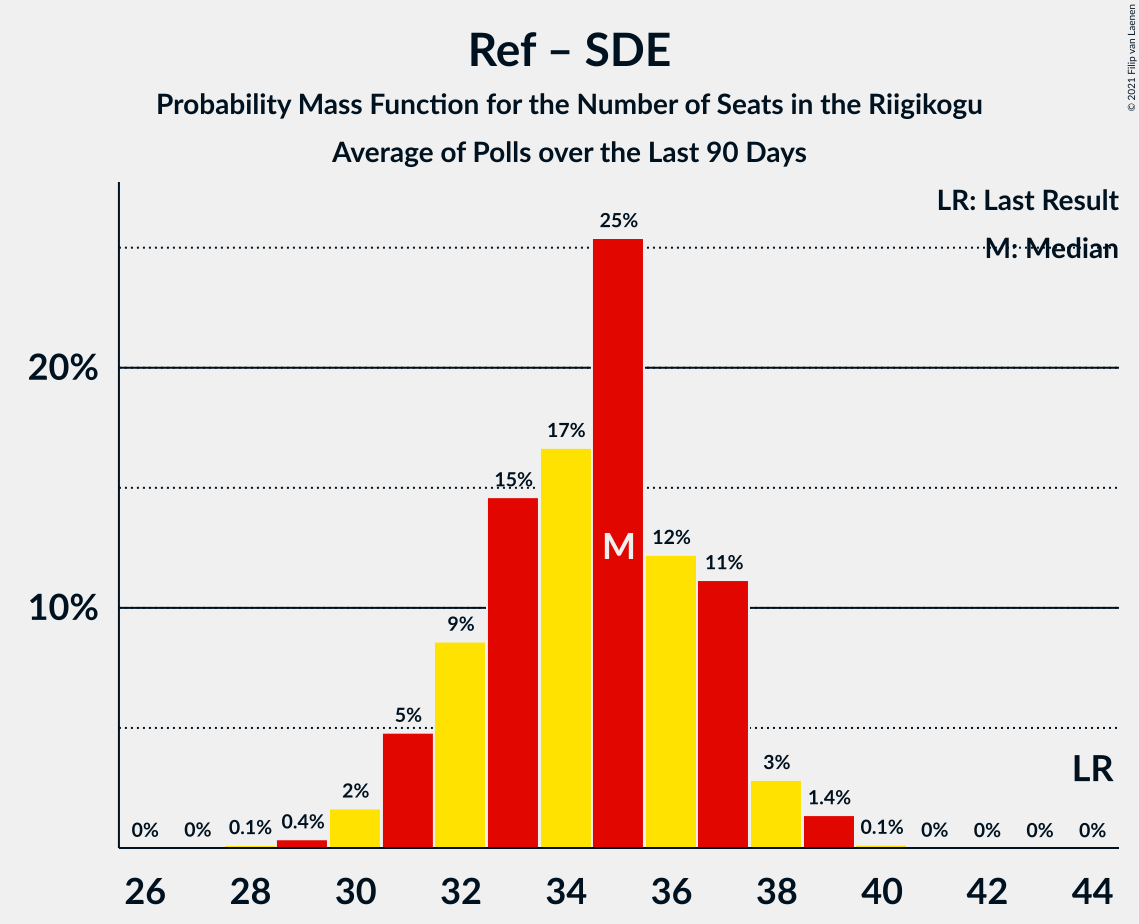 Ref – SDE
Probability Mass Function for the Number of Seats in the Riigikogu
Average of Polls over the Last 90 Days
© 2021 Filip van Laenen
LR: Last Result
M: Median
25%
20%
17%
15%
M
12%
11%
10%
9%
5%
3%
LR
2%
1.4%
0% 0% 0.1% 0.4% 0.1% 0% 0% 0% 0%
26 28 30 32 34 36 38 40 42 44